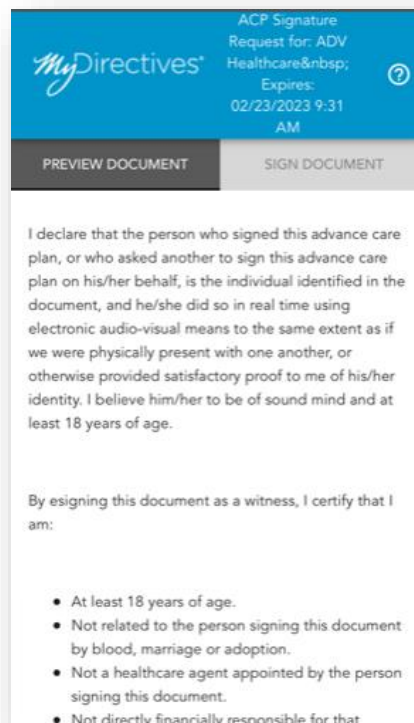 MyDirectives®
ACP Signature
Request for: ADV
Healthcare&nbsp;
Expires:
02/23/2023 9:31
AM
?
PREVIEW DOCUMENT
SIGN DOCUMENT
I declare that the person who signed this advance care
plan, or who asked another to sign this advance care
plan on his/her behalf, is the individual identified in the
document, and he/she did so in real time using
electronic audio-visual means to the same extent as if
we were physically present with one another, or
otherwise provided satisfactory proof to me of his/her
identity. I believe him/her to be of sound mind and at
least 18 years of age.
By esigning this document as a witness, I certify that I
am:
• At least 18 years of age.
• Not related to the person signing this document
by blood, marriage or adoption.
• Not a healthcare agent appointed by the person
signing this document.
• Not directly financially responsible for that